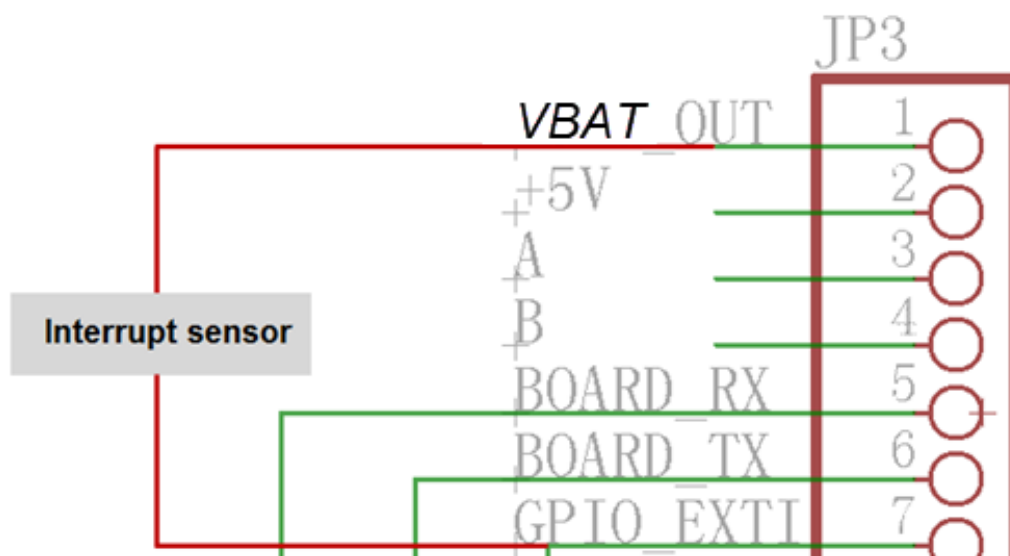 JP3
VBAT_OUT 1
+5V 2
A 3
B 4
Interrupt sensor
BOARD_RX 5
BOARD_TX 6
GPIO_EXTI 7